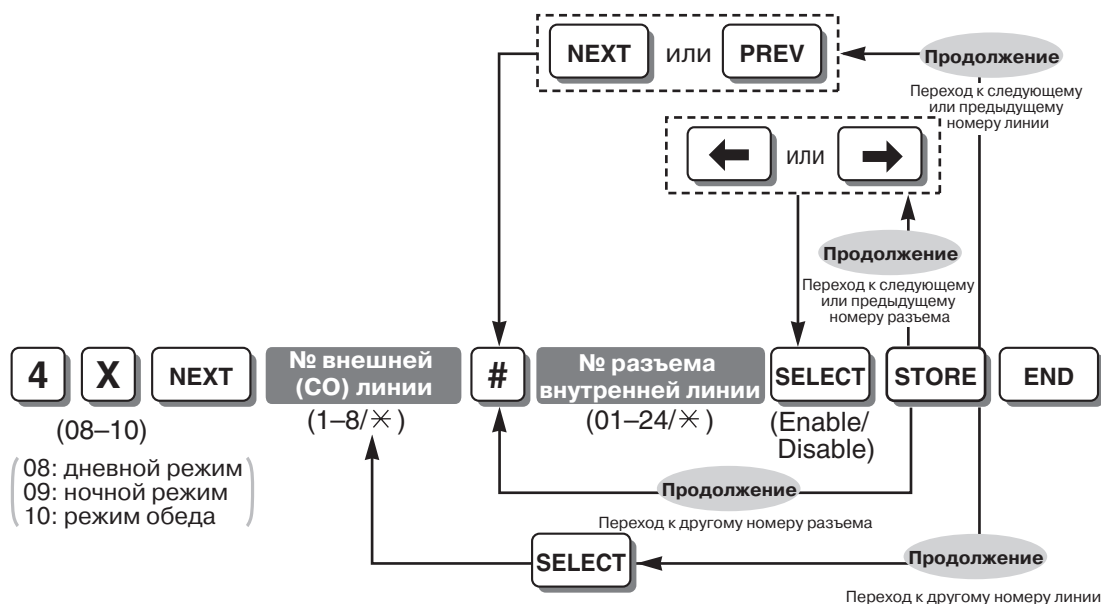 NEXT или PREV
Продолжение
Переход к следующему
или предыдущему
номеру линии
← или →
Продолжение
Переход к следующему
или предыдущему
номеру разъема
4 X NEXT
№ внешней
(СО) линии
#
№ разъема
внутренней линии
SELECT STORE END
(08–10)
(1–8/✳)
(01–24/✳)
(Enable/
Disable)
08: дневной режим
09: ночной режим
10: режим обеда
Продолжение
Переход к другому номеру разъема
SELECT
Продолжение
Переход к другому номеру линии